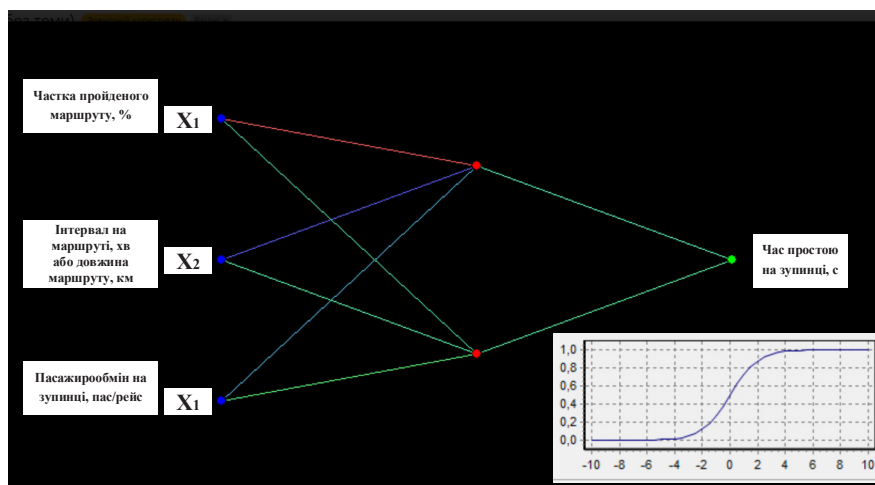 Частка пройденого
маршруту, %
X1
Інтервал на
маршруті, хв
або довжина
маршруту, км
X2
Пасажирообмін на
зупинці, пас/рейс
X1
Час простою
на зупинці, с
1,0
0,8
0,6
0,4
0,2
0,0
-10 -8 -6 -4 -2 0 2 4 6 8 10